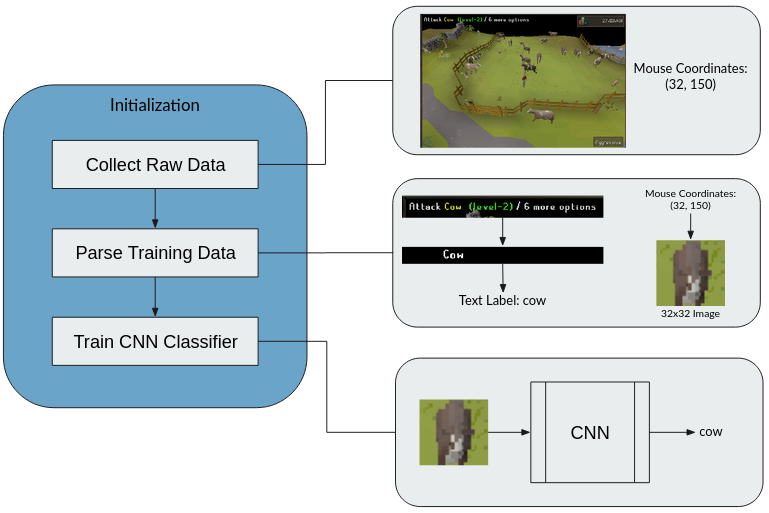 Initialization
Collect Raw Data
Parse Training Data
Train CNN Classifier
Attack Cow (level-2) / 6 more options
Mouse Coordinates:
(32, 150)
Attack Cow (level-2) / 6 more options
Cow
Text Label: cow
Mouse Coordinates:
(32, 150)
32x32 Image
CNN
cow